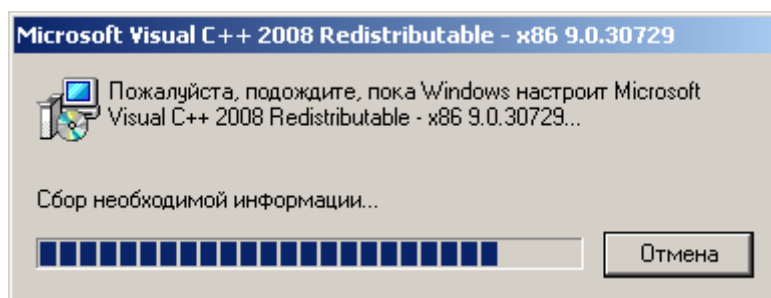 Microsoft Visual C++ 2008 Redistributable - x86 9.0.30729
Пожалуйста, подождите, пока Windows настроит Microsoft
Visual C++ 2008 Redistributable - x86 9.0.30729...
Сбор необходимой информации...
Отмена